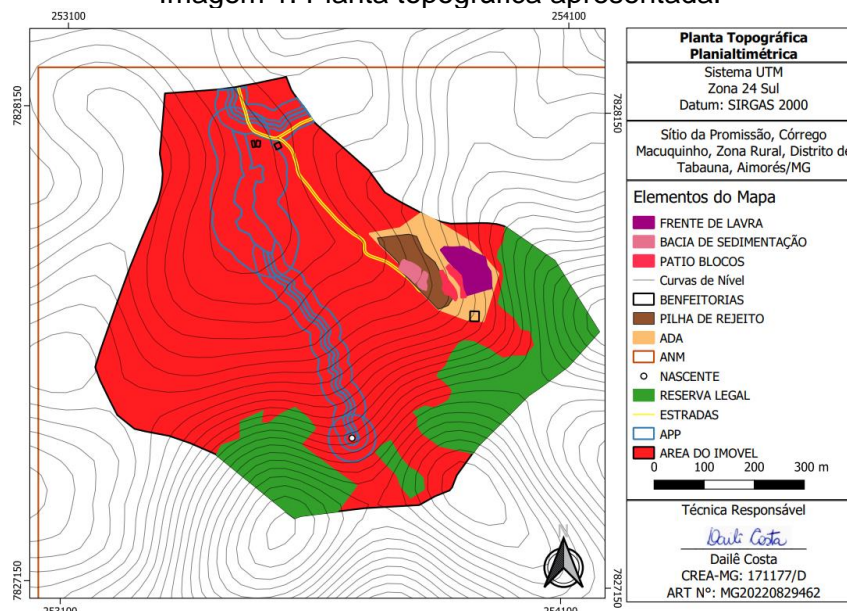 Imagem 1: Planta topográfica apresentada.
253100
254100
7828150
7828150
7827150
7827150
253100
254100
N
Planta Topográfica
Planialtimétrica
Sistema UTM
Zona 24 Sul
Datum: SIRGAS 2000
Sítio da Promissão, Córrego
Macuquinho, Zona Rural, Distrito de
Tabauna, Aimorés/MG
Elementos do Mapa
FRENTE DE LAVRA
BACIA DE SEDIMENTAÇÃO
PATIO BLOCOS
Curvas de Nível
BENFEITORIAS
PILHA DE REJEITO
ADA
ANM
NASCENTE
RESERVA LEGAL
ESTRADAS
APP
AREA DO IMOVEL
0 100 200 300 m
Técnica Responsável
Dailê Costa
Dailê Costa
CREA-MG: 171177/D
ART N°: MG20220829462